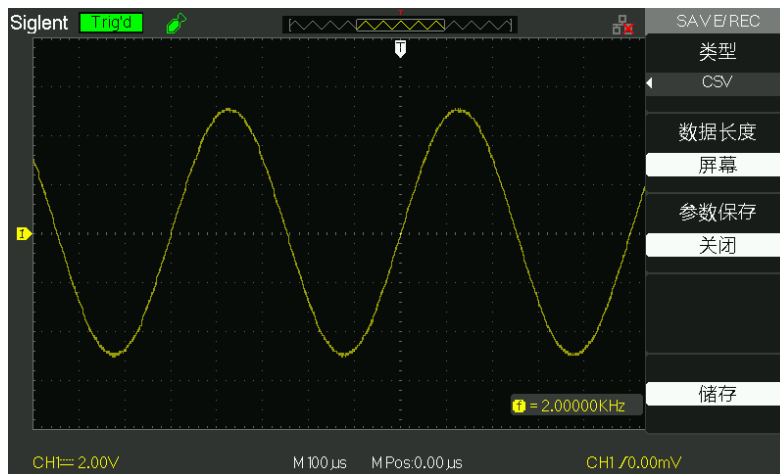 Siglent Trig'd
T
T
SAVE/REC
类型
CSV
数据长度
屏幕
参数保存
关闭
储存
1
f = 2.00000KHz
CH1 2.00V M 100 µs M Pos:0.00 µs CH1 0.00mV